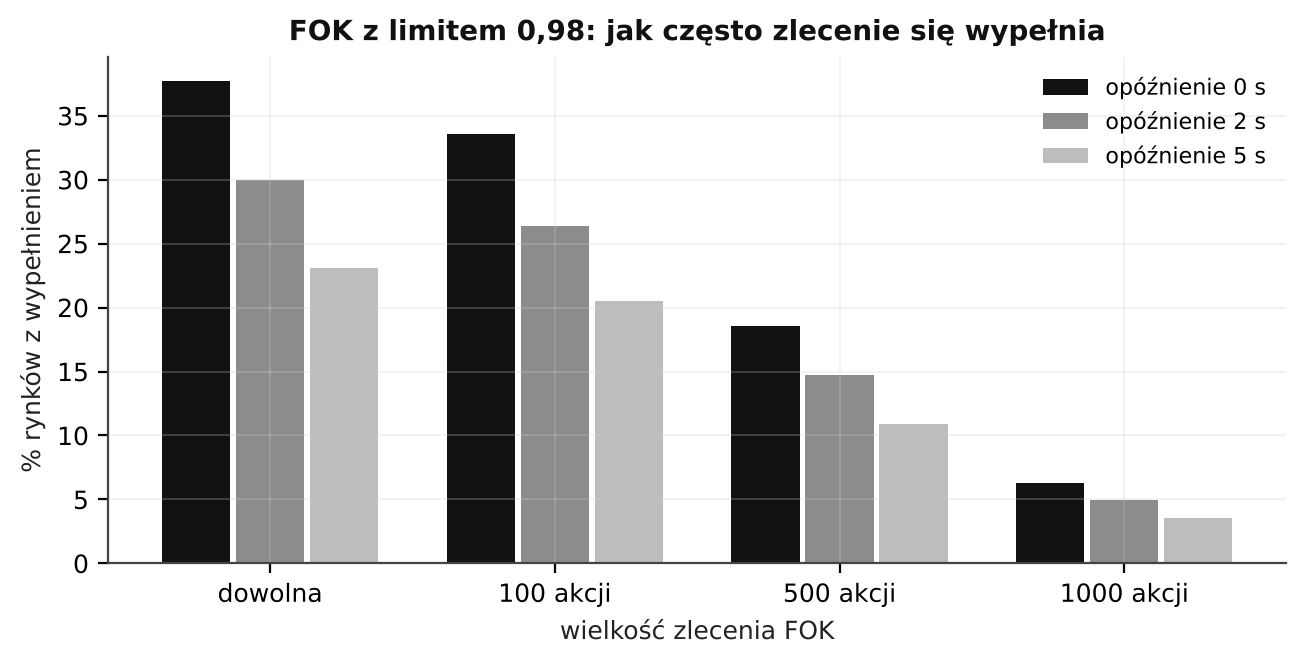 FOK z limitem 0,98: jak często zlecenie się wypełnia
opóźnienie 0 s
opóźnienie 2 s
opóźnienie 5 s
% rynków z wypełnieniem
35
30
25
20
15
10
5
0
dowolna
100 akcji
500 akcji
1000 akcji
wielkość zlecenia FOK